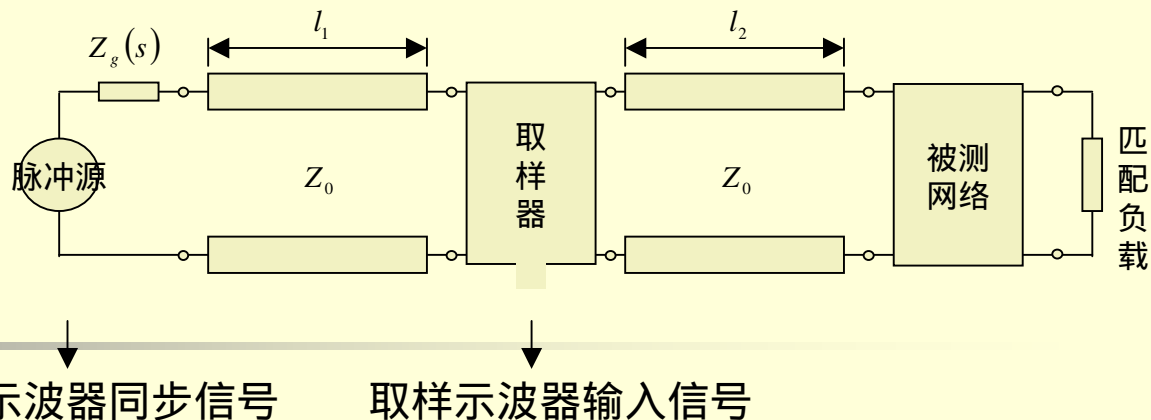 l₁
l₂
Z_g(s)
脉冲源
Z₀
取
样
器
Z₀
被测
网络
匹
配
负
载
示波器同步信号
取样示波器输入信号